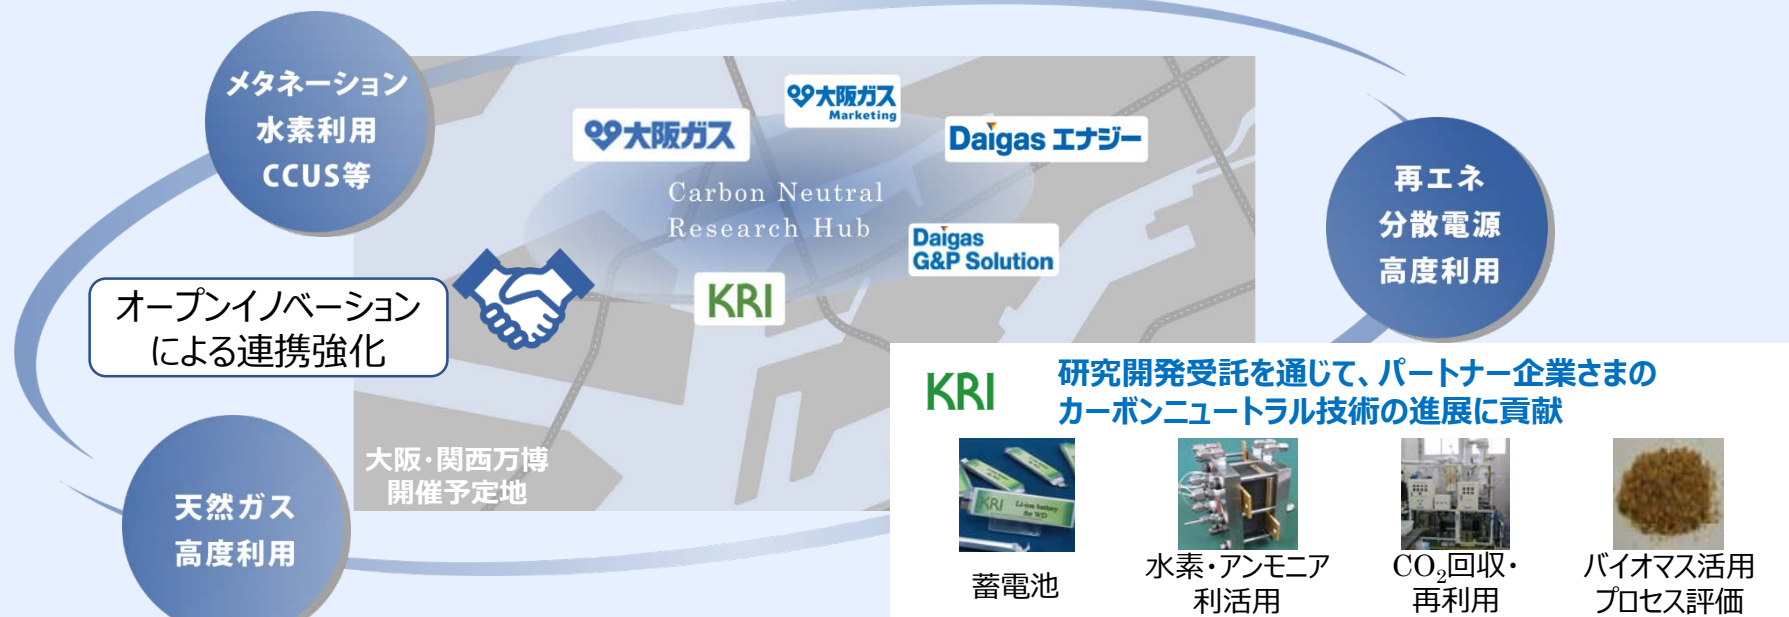 メタネーション
水素利用
CCUS等
大阪ガス
大阪ガス
Marketing
Daigas エナジー
Carbon Neutral
Research Hub
Daigas
G&P Solution
KRI
再エネ
分散電源
高度利用
オープンイノベーション
による連携強化
大阪・関西万博
開催予定地
天然ガス
高度利用
KRI
研究開発受託を通じて、パートナー企業さまの
カーボンニュートラル技術の進展に貢献
KRI Li-ion battery
for WD
蓄電池
水素・アンモニア
利活用
CO₂回収・
再利用
バイオマス活用
プロセス評価